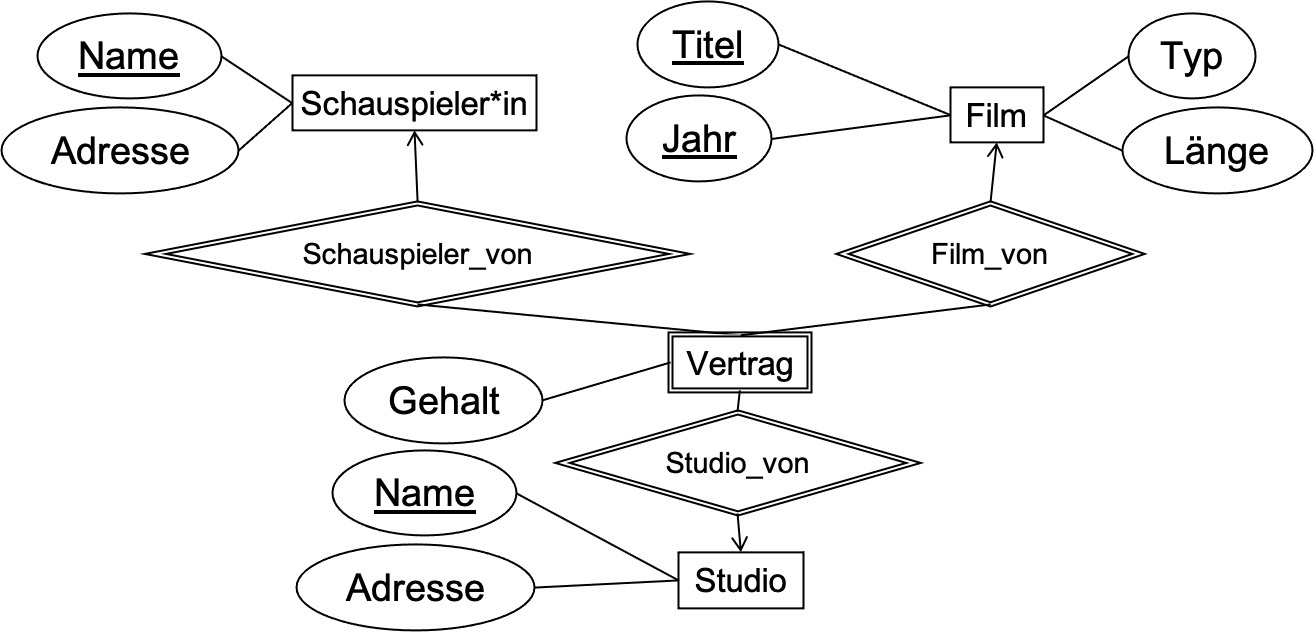 Name
Adresse
Schauspieler*in
Titel
Jahr
Film
Typ
Länge
Schauspieler_von
Film_von
Vertrag
Gehalt
Studio_von
Name
Adresse
Studio